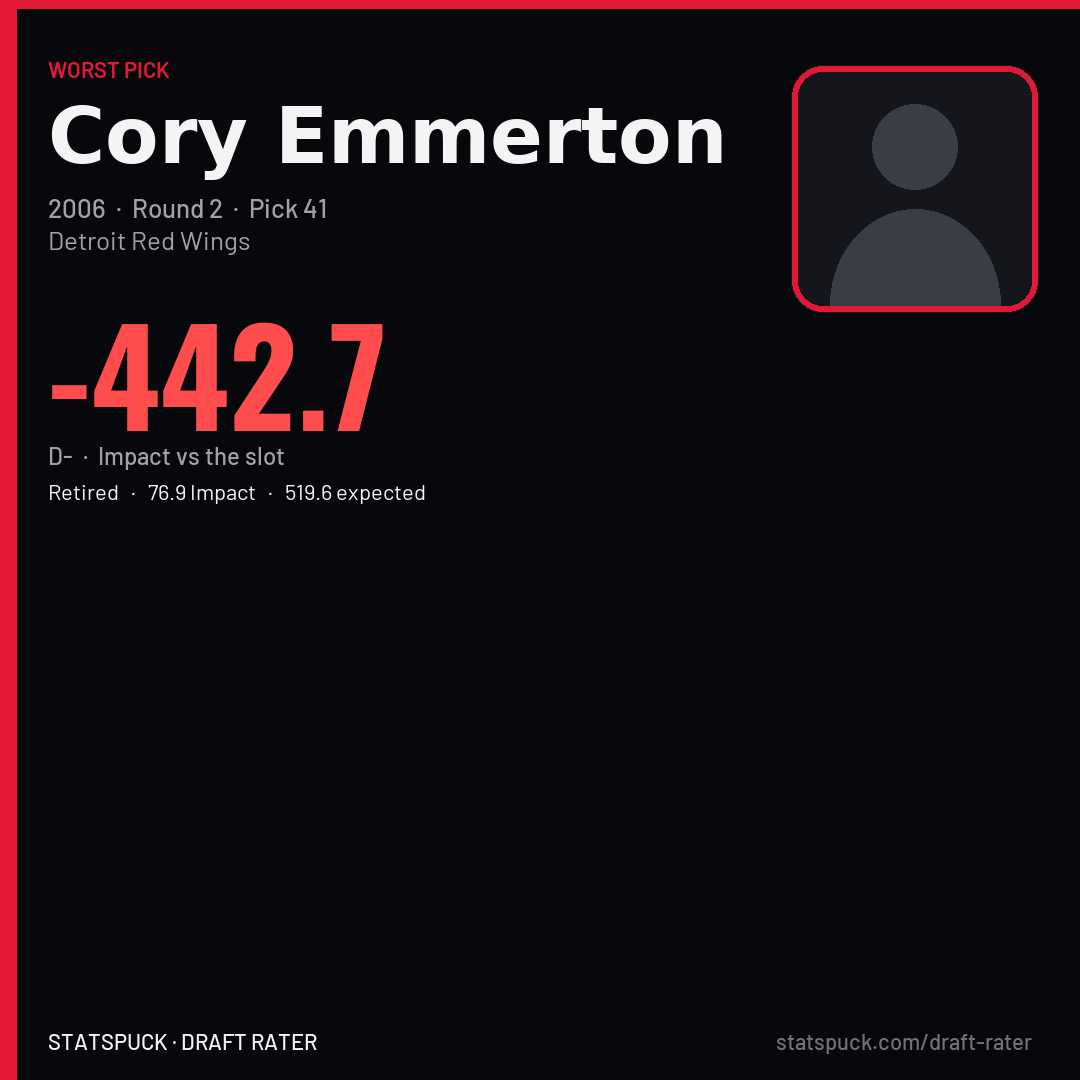 WORST PICK
Cory Emmerton
2006 · Round 2 · Pick 41
Detroit Red Wings
-442.7
D- · Impact vs the slot
Retired · 76.9 Impact · 519.6 expected
STATSPUCK · DRAFT RATER
statspuck.com/draft-rater